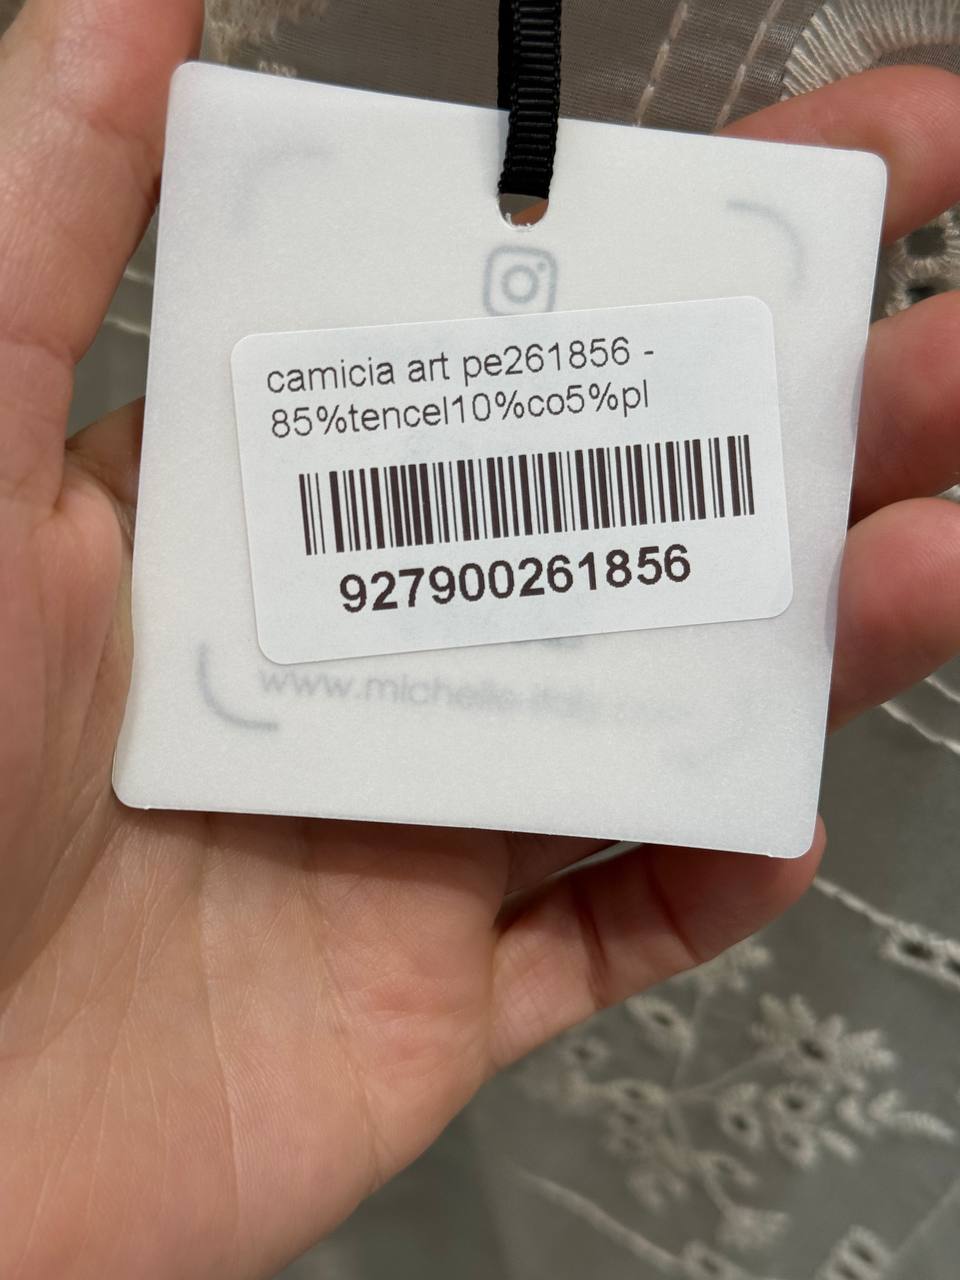 camicia art pe261856 -
85%tencel10%co5%pl
927900261856